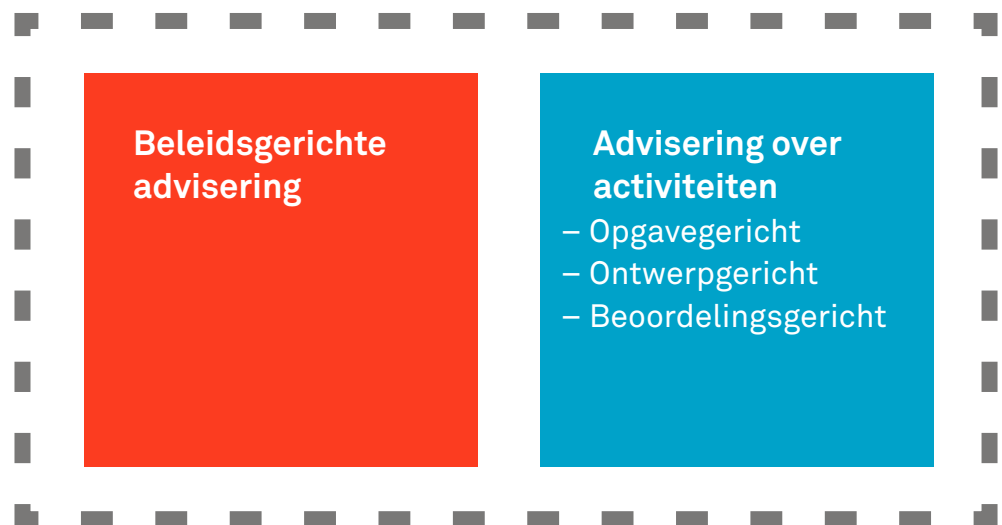 Beleidsgerichte
advisering
Advisering over
activiteiten
– Opgavegericht
– Ontwerpgericht
– Beoordelingsgericht